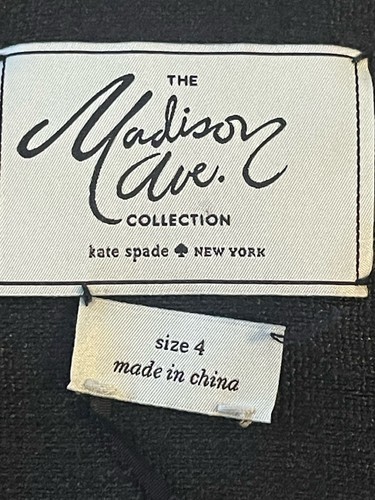 THE
Madison
Ave.
COLLECTION
kate spade ♠ NEW YORK
size 4
made in china